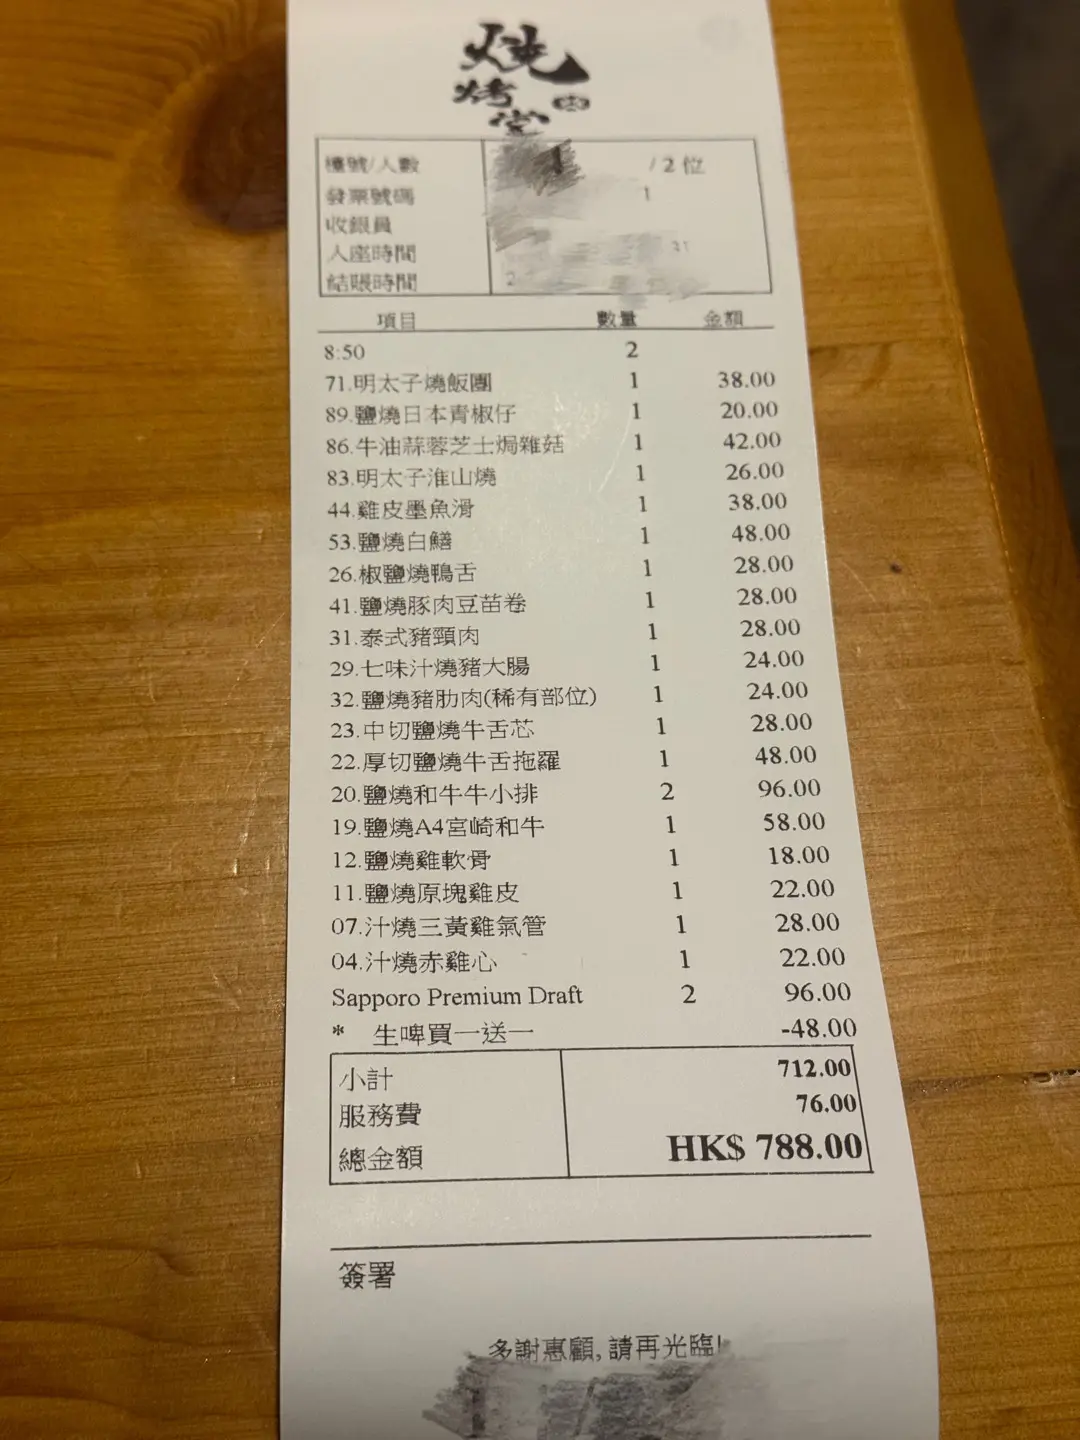 燒
烤堂
檯號/人數 1 / 2 位
發票號碼 1
收銀員
入座時間 31
結賬時間 2
項目 數量 金額
8:50 2
71.明太子燒飯團 1 38.00
89.鹽燒日本青椒仔 1 20.00
86.牛油蒜蓉芝士焗雜菇 1 42.00
83.明太子淮山燒 1 26.00
44.雞皮墨魚滑 1 38.00
53.鹽燒白鱔 1 48.00
26.椒鹽燒鴨舌 1 28.00
41.鹽燒豚肉豆苗卷 1 28.00
31.泰式豬頸肉 1 28.00
29.七味汁燒豬大腸 1 24.00
32.鹽燒豬肋肉(稀有部位) 1 24.00
23.中切鹽燒牛舌芯 1 28.00
22.厚切鹽燒牛舌拖羅 1 48.00
20.鹽燒和牛牛小排 2 96.00
19.鹽燒A4宮崎和牛 1 58.00
12.鹽燒雞軟骨 1 18.00
11.鹽燒原塊雞皮 1 22.00
07.汁燒三黃雞氣管 1 28.00
04.汁燒赤雞心 1 22.00
Sapporo Premium Draft 2 96.00
* 生啤買一送一 -48.00
小計 712.00
服務費 76.00
總金額 HK$ 788.00
簽署
多謝惠顧, 請再光臨!